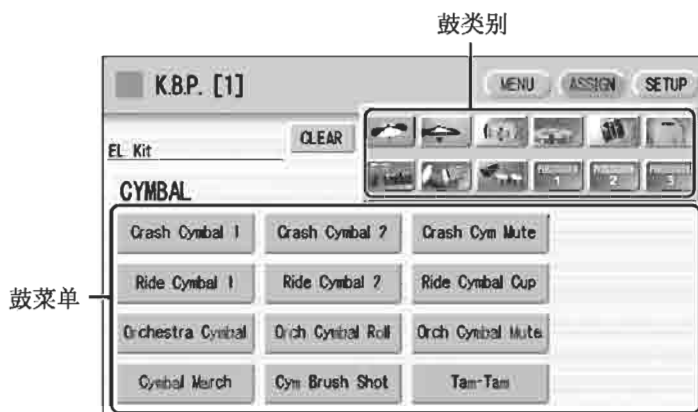 鼓类别
K.B.P. [1]
MENU
ASSIGN
SETUP
EL Kit
CLEAR
1
2
3
CYMBAL
Crash Cymbal 1
Crash Cymbal 2
Crash Cym Mute
Ride Cymbal 1
Ride Cymbal 2
Ride Cymbal Cup
鼓菜单
Orchestra Cymbal
Orch Cymbal Roll
Orch Cymbal Mute
Cymbal March
Cym Brush Shot
Tam-Tam